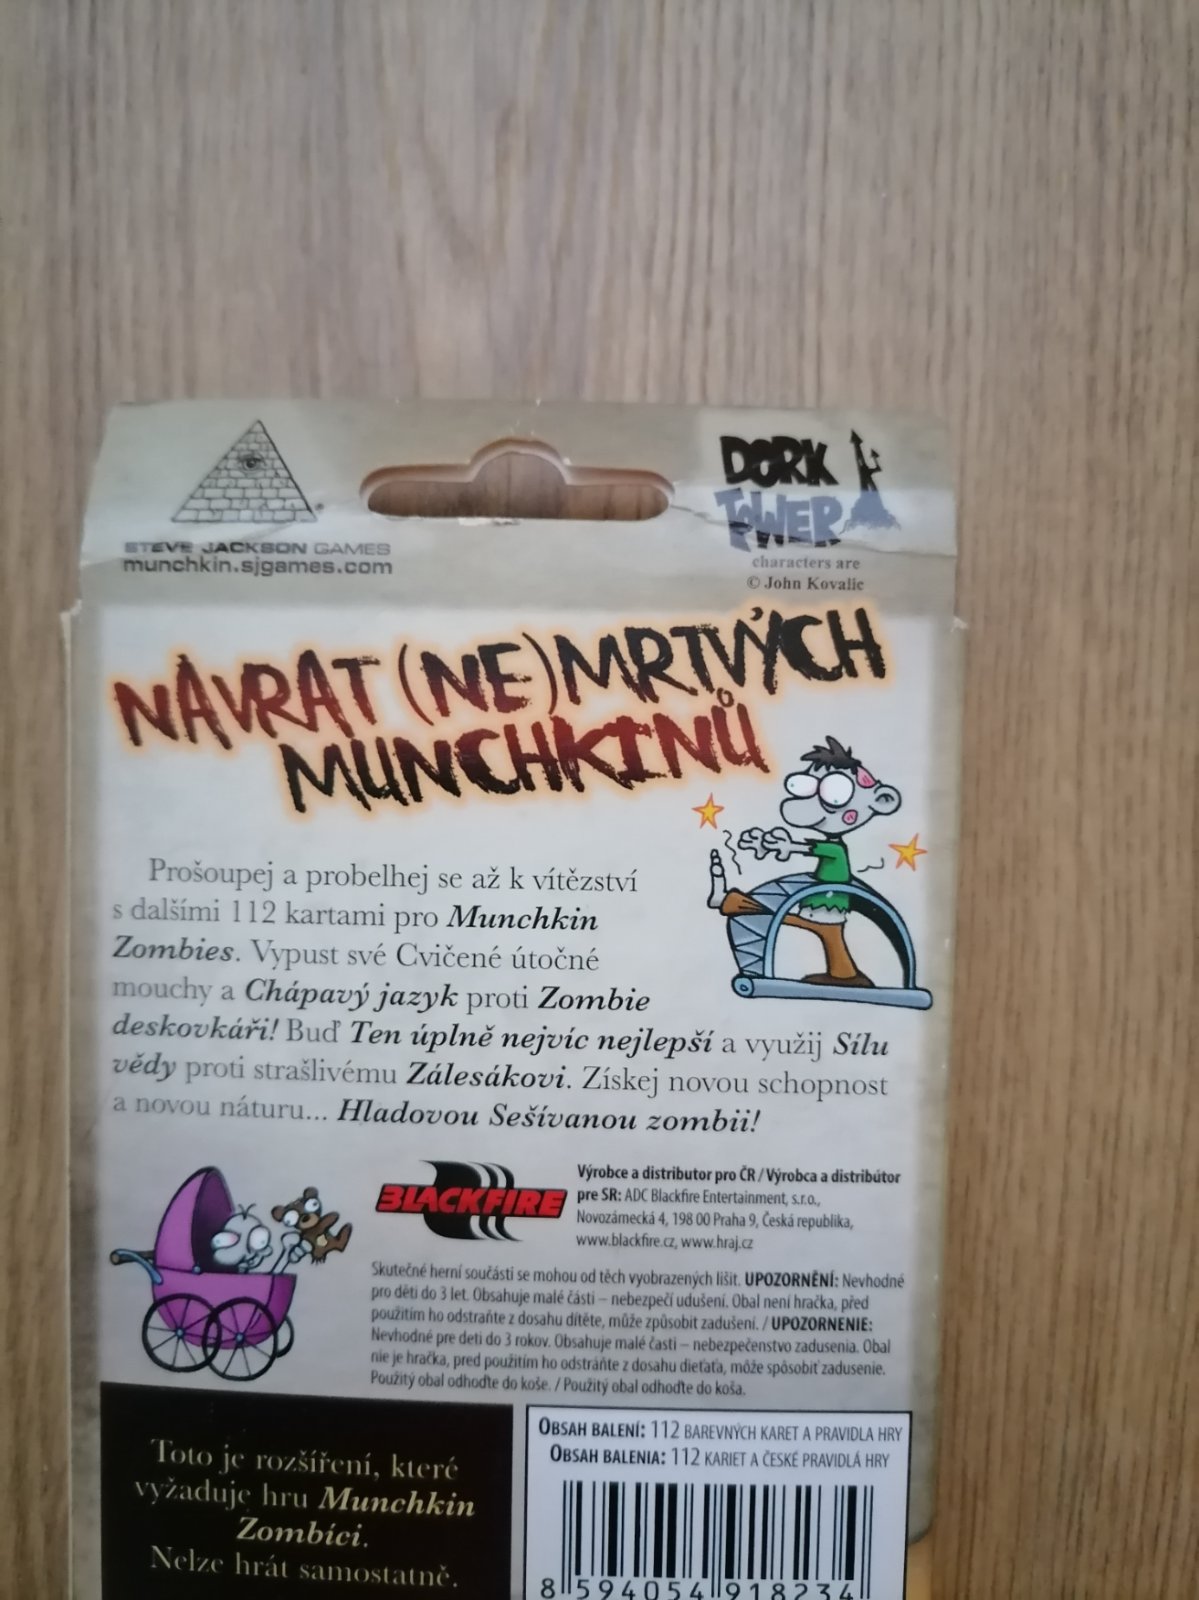 STEVE JACKSON GAMES
munchkin.sjgames.com
DORK
TOWER
characters are
© John Kovalic
NÁVRAT (NE)MRTVÝCH
MUNCHKINŮ
Prošoupej a probelhej se až k vítězství
s dalšími 112 kartami pro Munchkin
Zombies. Vypust své Cvičené útočné
mouchy a Chápavý jazyk proti Zombie
deskovkáři! Buď Ten úplně nejvíc nejlepší a využij Sílu
vědy proti strašlivému Zálesákovi. Získej novou schopnost
a novou náturu... Hladovou Sešívanou zombii!
BLACKFIRE
Výrobce a distributor pro ČR / Výrobca a distribútor
pre SR: ADC Blackfire Entertainment, s.r.o.,
Novozámecká 4, 198 00 Praha 9, Česká republika,
www.blackfire.cz, www.hraj.cz
Skutečné herní součásti se mohou od těch vyobrazených lišit. UPOZORNĚNÍ: Nevhodné
pro děti do 3 let. Obsahuje malé části – nebezpečí udušení. Obal není hračka, před
použitím ho odstraňte z dosahu dítěte, může způsobit zadušení. / UPOZORNENIE:
Nevhodné pre deti do 3 rokov. Obsahuje malé časti – nebezpečenstvo zadusenia. Obal
nie je hračka, pred použitím ho odstráňte z dosahu dieťaťa, môže spôsobiť zadusenie.
Použitý obal odhoďte do koše. / Použitý obal odhoďte do koša.
Toto je rozšíření, které
vyžaduje hru Munchkin
Zombíci.
Nelze hrát samostatně.
OBSAH BALENÍ: 112 BAREVNÝCH KARET A PRAVIDLA HRY
OBSAH BALENIA: 112 KARIET A ČESKÉ PRAVIDLÁ HRY
8 594054 918234